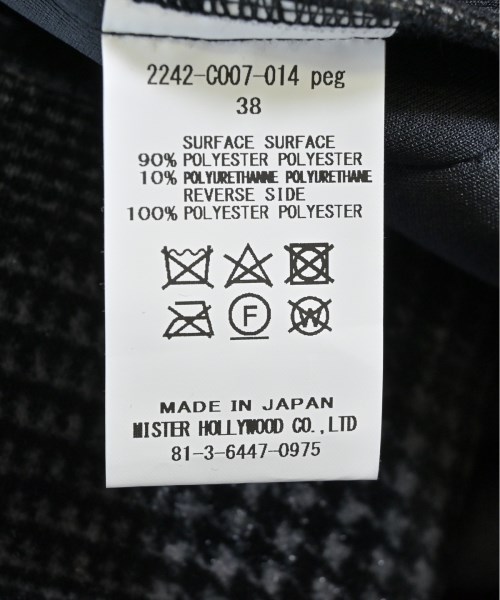 2242-C007-014 peg
38
SURFACE SURFACE
90% POLYESTER POLYESTER
10% POLYURETHANNE POLYURETHANE
REVERSE SIDE
100% POLYESTER POLYESTER
F
W
MADE IN JAPAN
MISTER HOLLYWOOD CO.,LTD
81-3-6447-0975